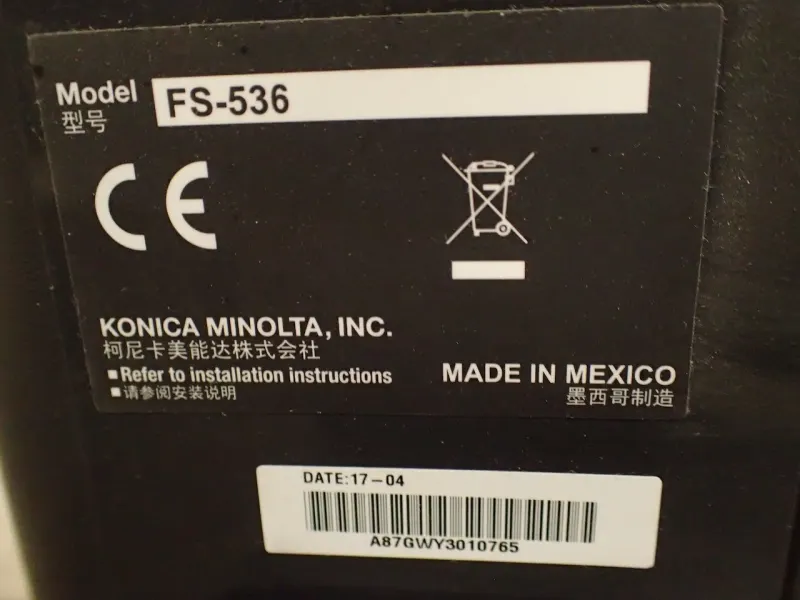 Model FS-536
型号
CE
KONICA MINOLTA, INC.
柯尼卡美能达株式会社
■Refer to installation instructions
■请参阅安装说明
MADE IN MEXICO
墨西哥制造
DATE:17-04
A87GWY3010765